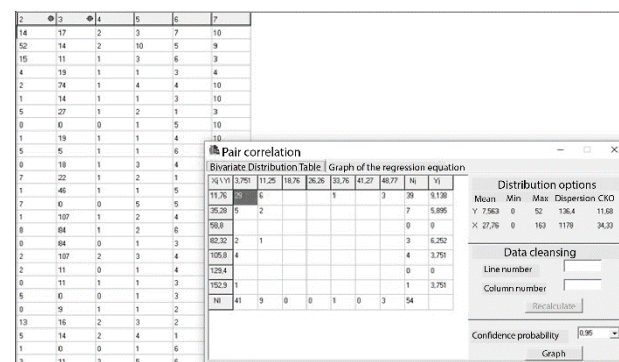 2 3 4 5 6 7
14 17 2 3 7 10
52 14 2 10 5 9
15 11 1 3 6 3
4 19 1 1 3 4
2 74 1 4 4 10
1 14 1 1 3 10
5 27 1 2 1 3
0 0 0 1 5 10
1 19 1 1 4 10
5 5 1 1 6
0 18 1 3 4
7 22 1 2 1
1 46 1 1 5
7 0 0 5 5
1 107 1 2 4
8 84 1 2 6
0 84 0 1 3
2 107 2 3 4
2 11 0 1 4
0 11 1 1 3
5 0 0 1 3
0 9 1 1 2
13 16 2 3 2
5 14 2 4 1
1 0 0 1 6
3 11 2 5 6
Pair correlation
Bivariate Distribution Table Graph of the regression equation
Xj \ Yi 3,751 11,25 18,76 26,26 33,76 41,27 48,77 Nj Yj
11,76 29 6 1 3 39 9,138
35,28 5 2 7 5,895
58,8 0 0
82,32 2 1 3 6,252
105,8 4 4 3,751
129,4 0 0
152,9 1 1 3,751
NI 41 9 0 0 1 0 3 54
Distribution options
Mean Min Max Dispersion CKO
Y 7,563 0 52 136,4 11,68
X 27,76 0 163 1178 34,33
Data cleansing
Line number
Column number
Recalculate
Confidence probability 0,95
Graph